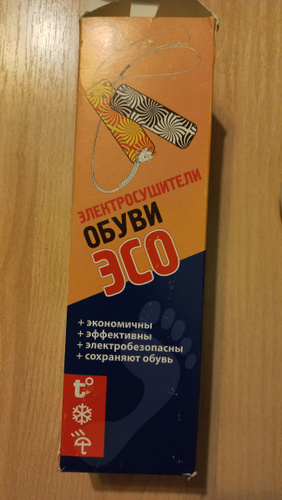 ЭЛЕКТРОСУШИТЕЛИ
ОБУВИ
ЭСО
+ экономичны
+ эффективны
+ электробезопасны
+ сохраняют обувь
t°